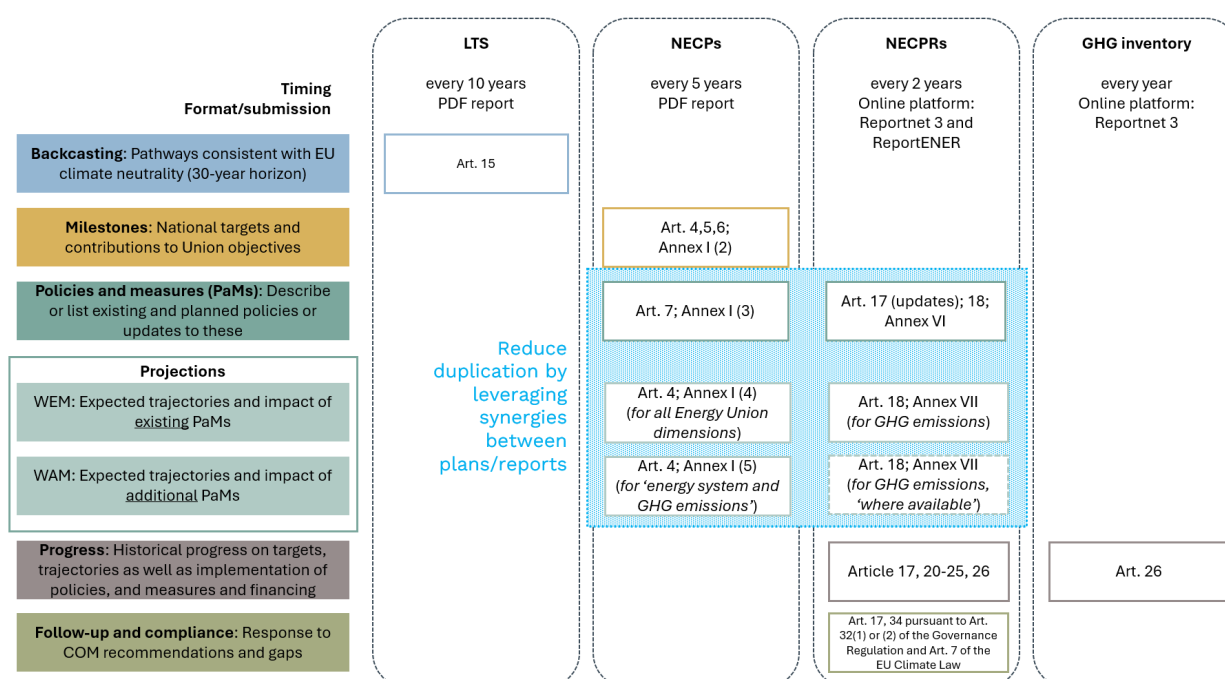 LTS
every 10 years
PDF report
NECPs
every 5 years
PDF report
NECPRs
every 2 years
Online platform:
Reportnet 3 and
ReportENER
GHG inventory
every year
Online platform:
Reportnet 3
Timing
Format/submission
Backcasting: Pathways consistent with EU
climate neutrality (30-year horizon)
Art. 15
Milestones: National targets and
contributions to Union objectives
Art. 4,5,6;
Annex I (2)
Policies and measures (PaMs): Describe
or list existing and planned policies or
updates to these
Art. 7; Annex I (3)
Art. 17 (updates); 18;
Annex VI
Reduce
duplication by
leveraging
synergies
between
plans/reports
Projections
WEM: Expected trajectories and impact of
existing PaMs
Art. 4; Annex I (4)
(for all Energy Union
dimensions)
Art. 18; Annex VII
(for GHG emissions)
WAM: Expected trajectories and impact of
additional PaMs
Art. 4; Annex I (5)
(for ‘energy system and
GHG emissions’)
Art. 18; Annex VII
(for GHG emissions,
‘where available’)
Progress: Historical progress on targets,
trajectories as well as implementation of
policies, and measures and financing
Article 17, 20-25, 26
Art. 26
Follow-up and compliance: Response to
COM recommendations and gaps
Art. 17, 34 pursuant to Art.
32(1) or (2) of the Governance
Regulation and Art. 7 of the
EU Climate Law